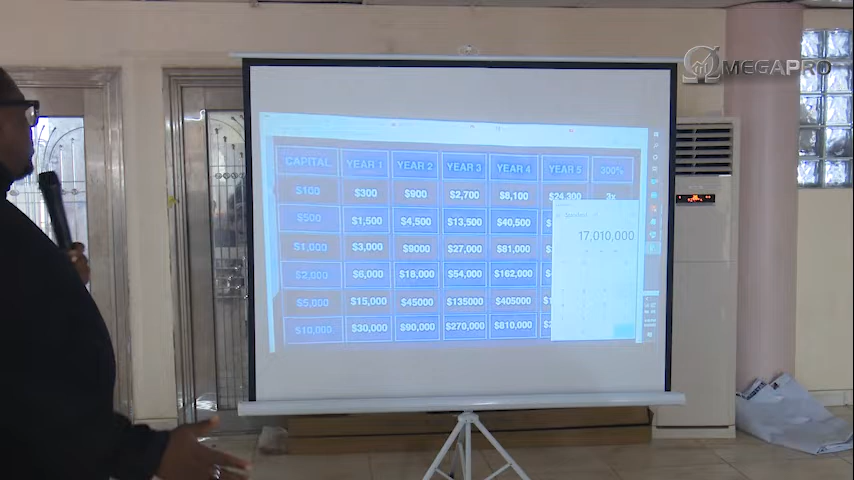 MEGAPRO
CAPITAL YEAR 1 YEAR 2 YEAR 3 YEAR 4 YEAR 5 300%
$100 $300 $900 $2,700 $8,100 $24,300 3x
$500 $1,500 $4,500 $13,500 $40,500
$1,000 $3,000 $9000 $27,000 $81,000
$2,000 $6,000 $18,000 $54,000 $162,000
$5,000 $15,000 $45000 $135000 $405000
$10,000 $30,000 $90,000 $270,000 $810,000
17,010,000